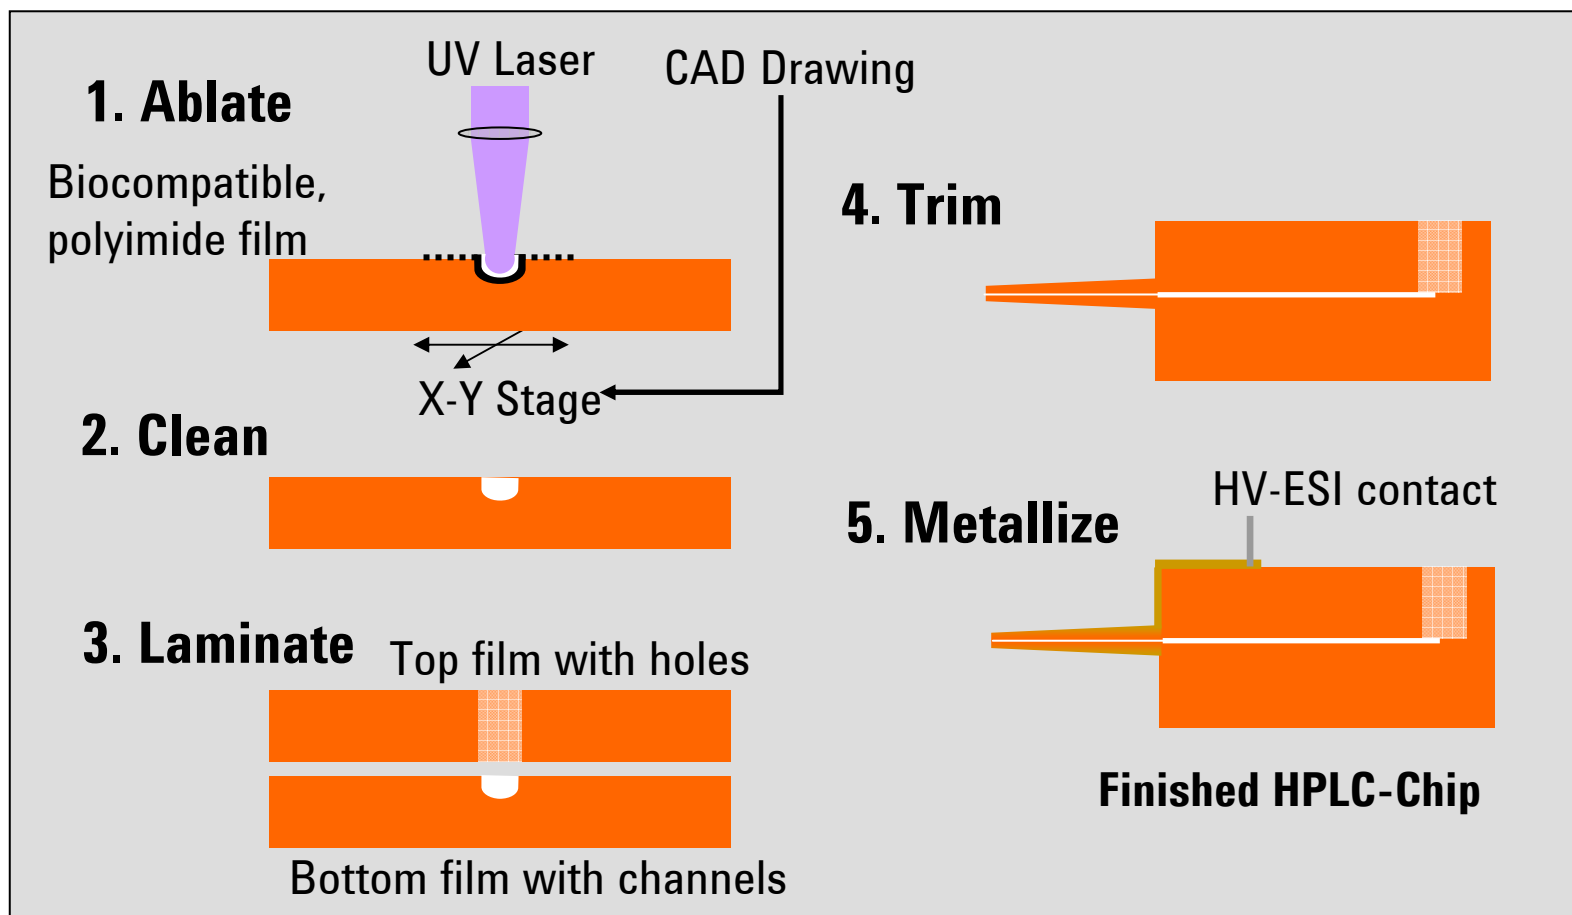 1. Ablate
UV Laser
CAD Drawing
Biocompatible,
polyimide film
X-Y Stage
2. Clean
3. Laminate
Top film with holes
Bottom film with channels
4. Trim
5. Metallize
HV-ESI contact
Finished HPLC-Chip